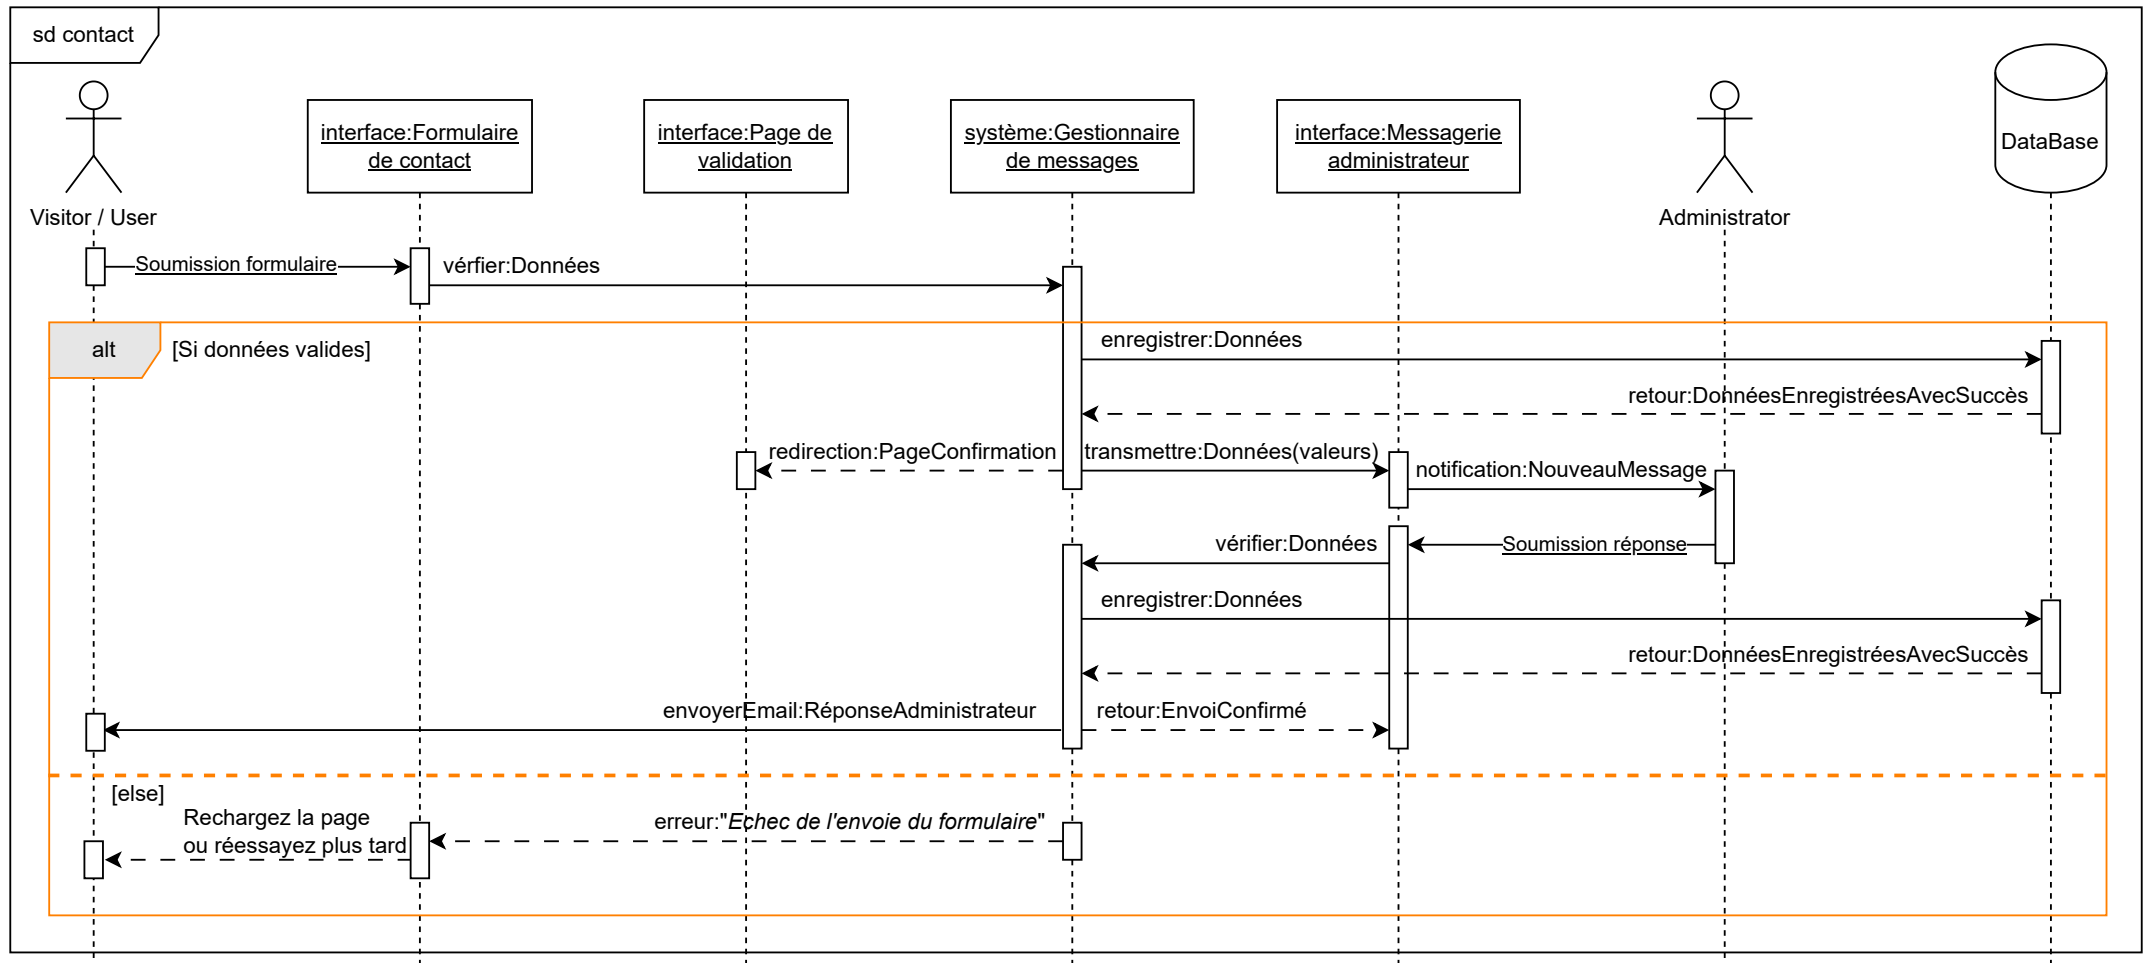 sd contact
interface:Formulaire
de contact
interface:Page de
validation
système:Gestionnaire
de messages
interface:Messagerie
administrateur
DataBase
Visitor / User
Administrator
Soumission formulaire
vérfier:Données
alt
[Si données valides]
enregistrer:Données
retour:DonnéesEnregistréesAvecSuccès
redirection:PageConfirmation
transmettre:Données(valeurs)
notification:NouveauMessage
vérifier:Données
Soumission réponse
enregistrer:Données
retour:DonnéesEnregistréesAvecSuccès
envoyerEmail:RéponseAdministrateur
retour:EnvoiConfirmé
[else]
Rechargez la page
ou réessayez plus tard
erreur:"Echec de l'envoie du formulaire"